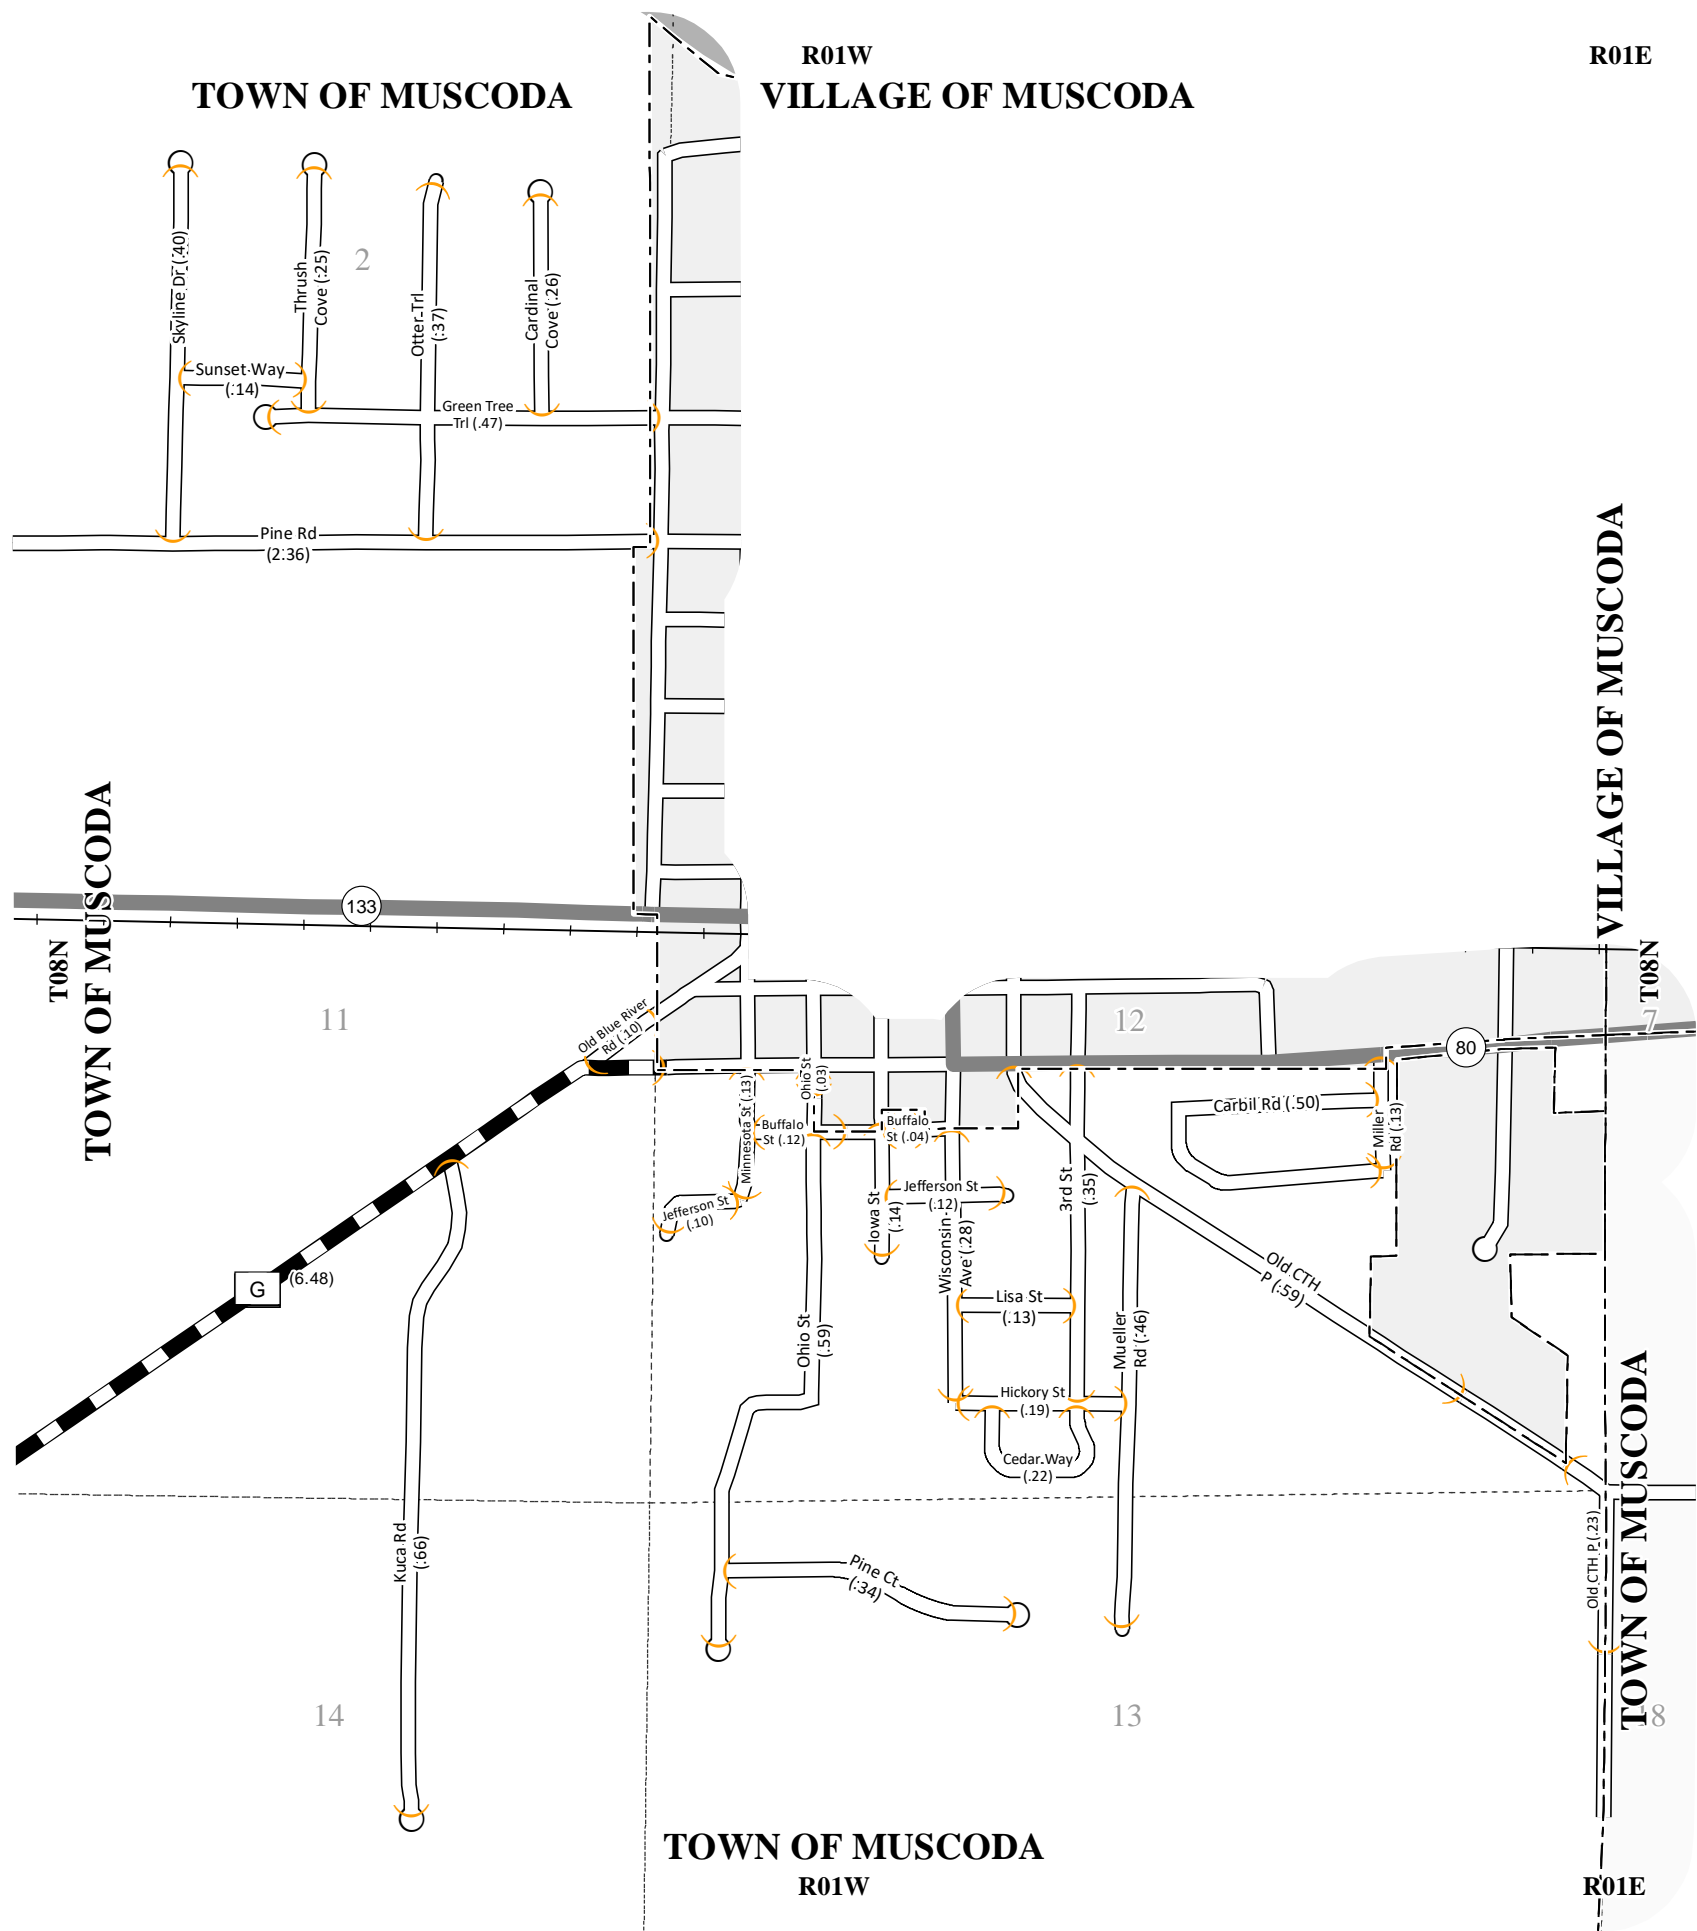 R01W
R01E
TOWN OF MUSCODA
VILLAGE OF MUSCODA
2
Skyline Dr (.40)
Thrush
Cove (.25)
Otter Trl
(.37)
Cardinal
Cove (.26)
Sunset Way
(.14)
Green Tree
Trl (.47)
Pine Rd
(2.36)
VILLAGE OF MUSCODA
TOWN OF MUSCODA
133
T08N
T08N
11
12
7
Old Blue River
Rd (.10)
80
Ohio St
(.03)
Minnesota St (.13)
Buffalo
St (.12)
Buffalo
St (.04)
Carbil Rd (.50)
Miller
Rd (.13)
Jefferson St
(.10)
Jefferson St
(.12)
Iowa St
(.14)
Wisconsin
Ave (.28)
3rd St
(.35)
G
(6.48)
Old CTH
P (.59)
Lisa St
(.13)
Ohio St
(.59)
Mueller
Rd (.46)
Hickory St
(.19)
Cedar Way
(.22)
TOWN OF MUSCODA
Kuca Rd
(.66)
Pine Ct
(.34)
Old CTH P (.23)
14
13
18
TOWN OF MUSCODA
R01W
R01E